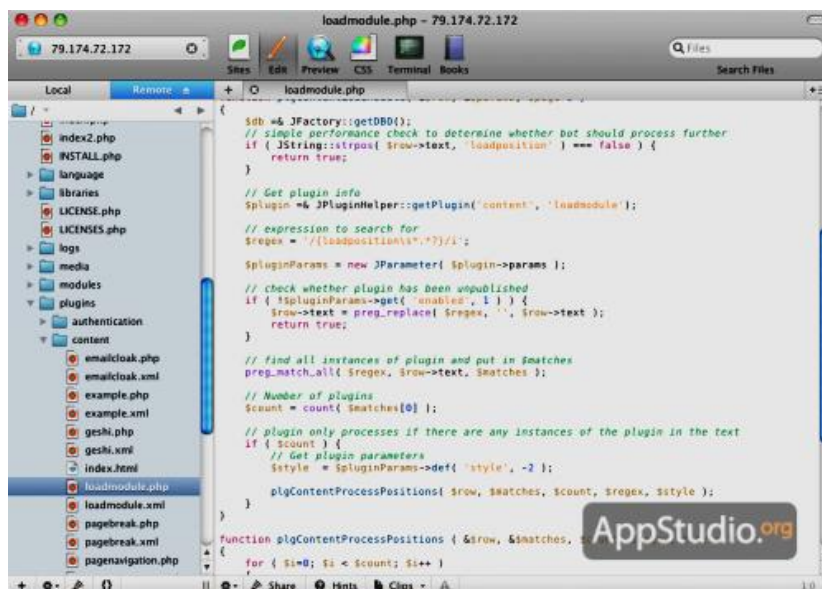 loadmodule.php - 79.174.72.172
79.174.72.172
Files
Sites Edit Preview CSS Terminal Books
Search Files
Local Remote
loadmodule.php
/
index2.php
INSTALL.php
language
libraries
LICENSE.php
LICENSES.php
logs
media
modules
plugins
authentication
content
emailcloak.php
emailcloak.xml
example.php
example.xml
geshi.php
geshi.xml
index.html
loadmodule.php
loadmodule.xml
pagebreak.php
pagebreak.xml
pagenavigation.php
{
$db =& JFactory::getDBO();
// simple performance check to determine whether bot should process further
if ( JString::strpos( $row->text, 'loadposition' ) === false ) {
return true;
}
// Get plugin info
$plugin =& JPluginHelper::getPlugin('content', 'loadmodule');
// expression to search for
$regex = '/{loadposition\s*.*?}/i';
$pluginParams = new JParameter( $plugin->params );
// check whether plugin has been unpublished
if ( !$pluginParams->get( 'enabled', 1 ) ) {
$row->text = preg_replace( $regex, '', $row->text );
return true;
}
// find all instances of plugin and put in $matches
preg_match_all( $regex, $row->text, $matches );
// Number of plugins
$count = count( $matches[0] );
// plugin only processes if there are any instances of the plugin in the text
if ( $count ) {
// Get plugin parameters
$style = $pluginParams->def( 'style', -2 );
plgContentProcessPositions( $row, $matches, $count, $regex, $style );
}
}
function plgContentProcessPositions ( &$row, &$matches,
{
for ( $i=0; $i < $count; $i++ )
AppStudio.org
Share Hints Clips